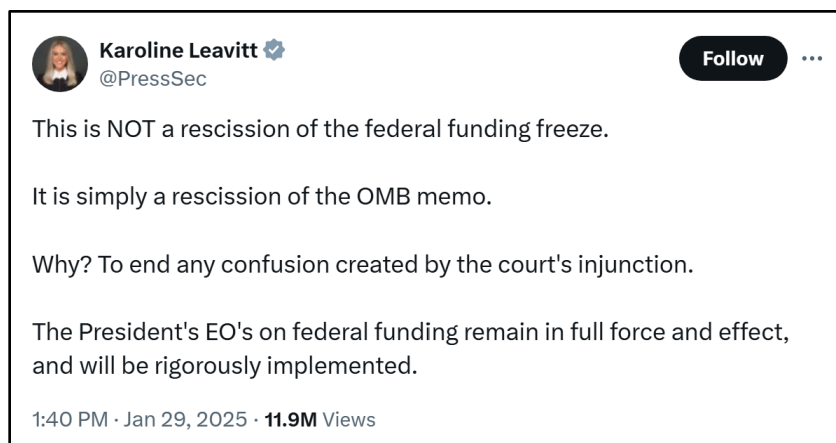 Karoline Leavitt
@PressSec
Follow
This is NOT a rescission of the federal funding freeze.
It is simply a rescission of the OMB memo.
Why? To end any confusion created by the court's injunction.
The President's EO's on federal funding remain in full force and effect,
and will be rigorously implemented.
1:40 PM · Jan 29, 2025 · 11.9M Views